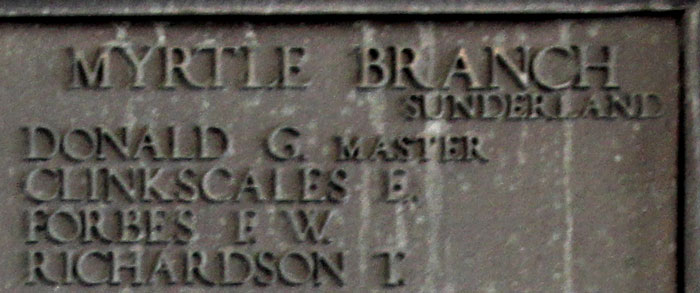 MYRTLE BRANCH
SUNDERLAND
DONALD G. MASTER
CLINKSCALES E.
FORBES F. W.
RICHARDSON T.